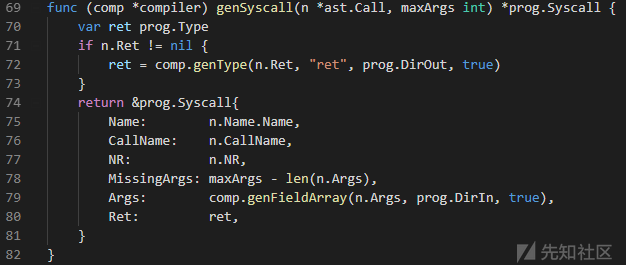 69 func (comp *compiler) genSyscall(n *ast.Call, maxArgs int) *prog.Syscall {
70     var ret prog.Type
71     if n.Ret != nil {
72         ret = comp.genType(n.Ret, "ret", prog.DirOut, true)
73     }
74     return &prog.Syscall{
75         Name:        n.Name.Name,
76         CallName:    n.CallName,
77         NR:          n.NR,
78         MissingArgs: maxArgs - len(n.Args),
79         Args:        comp.genFieldArray(n.Args, prog.DirIn, true),
80         Ret:         ret,
81     }
82 }
先知社区